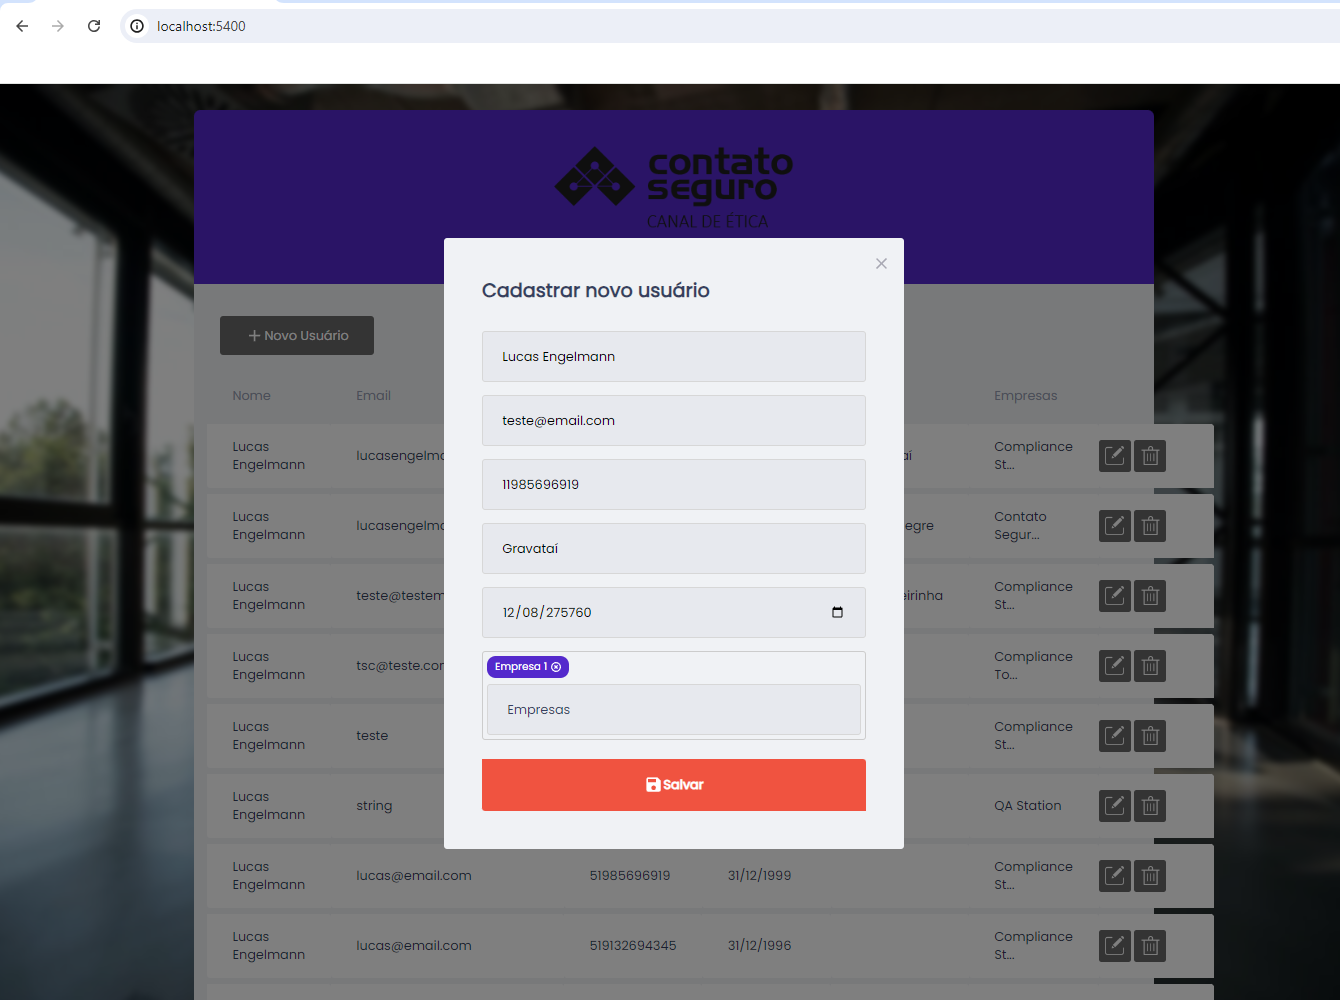 localhost:5400
contato
seguro
CANAL DE ÉTICA
Cadastrar novo usuário
Lucas Engelmann
teste@email.com
11985696919
Gravataí
12/08/275760
Empresa 1
Empresas
Salvar
Novo Usuário
Nome Email Empresas
Lucas
Engelmann
lucasengelm
aí
Compliance
St...
Lucas
Engelmann
lucasengelm
egre
Contato
Segur...
Lucas
Engelmann
teste@testem
eirinha
Compliance
St...
Lucas
Engelmann
tsc@teste.cor
Compliance
To...
Lucas
Engelmann
teste
Compliance
St...
Lucas
Engelmann
string
QA Station
Lucas
Engelmann
lucas@email.com 51985696919 31/12/1999
Compliance
St...
Lucas
Engelmann
lucas@email.com 519132694345 31/12/1996
Compliance
St...